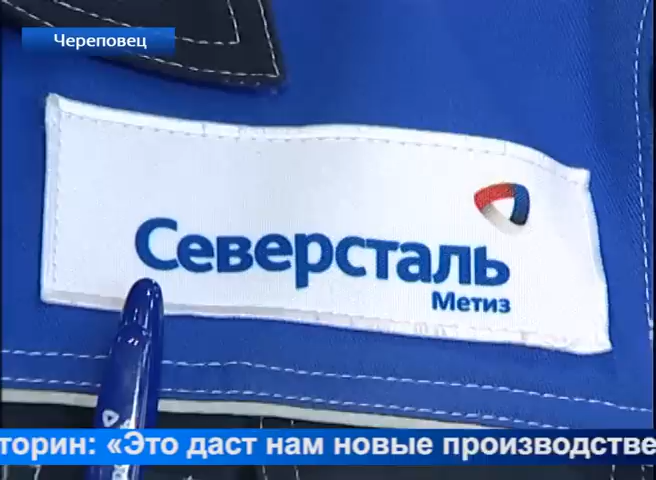 Череповец
Северсталь
Метиз
торин: «Это даст нам новые производстве